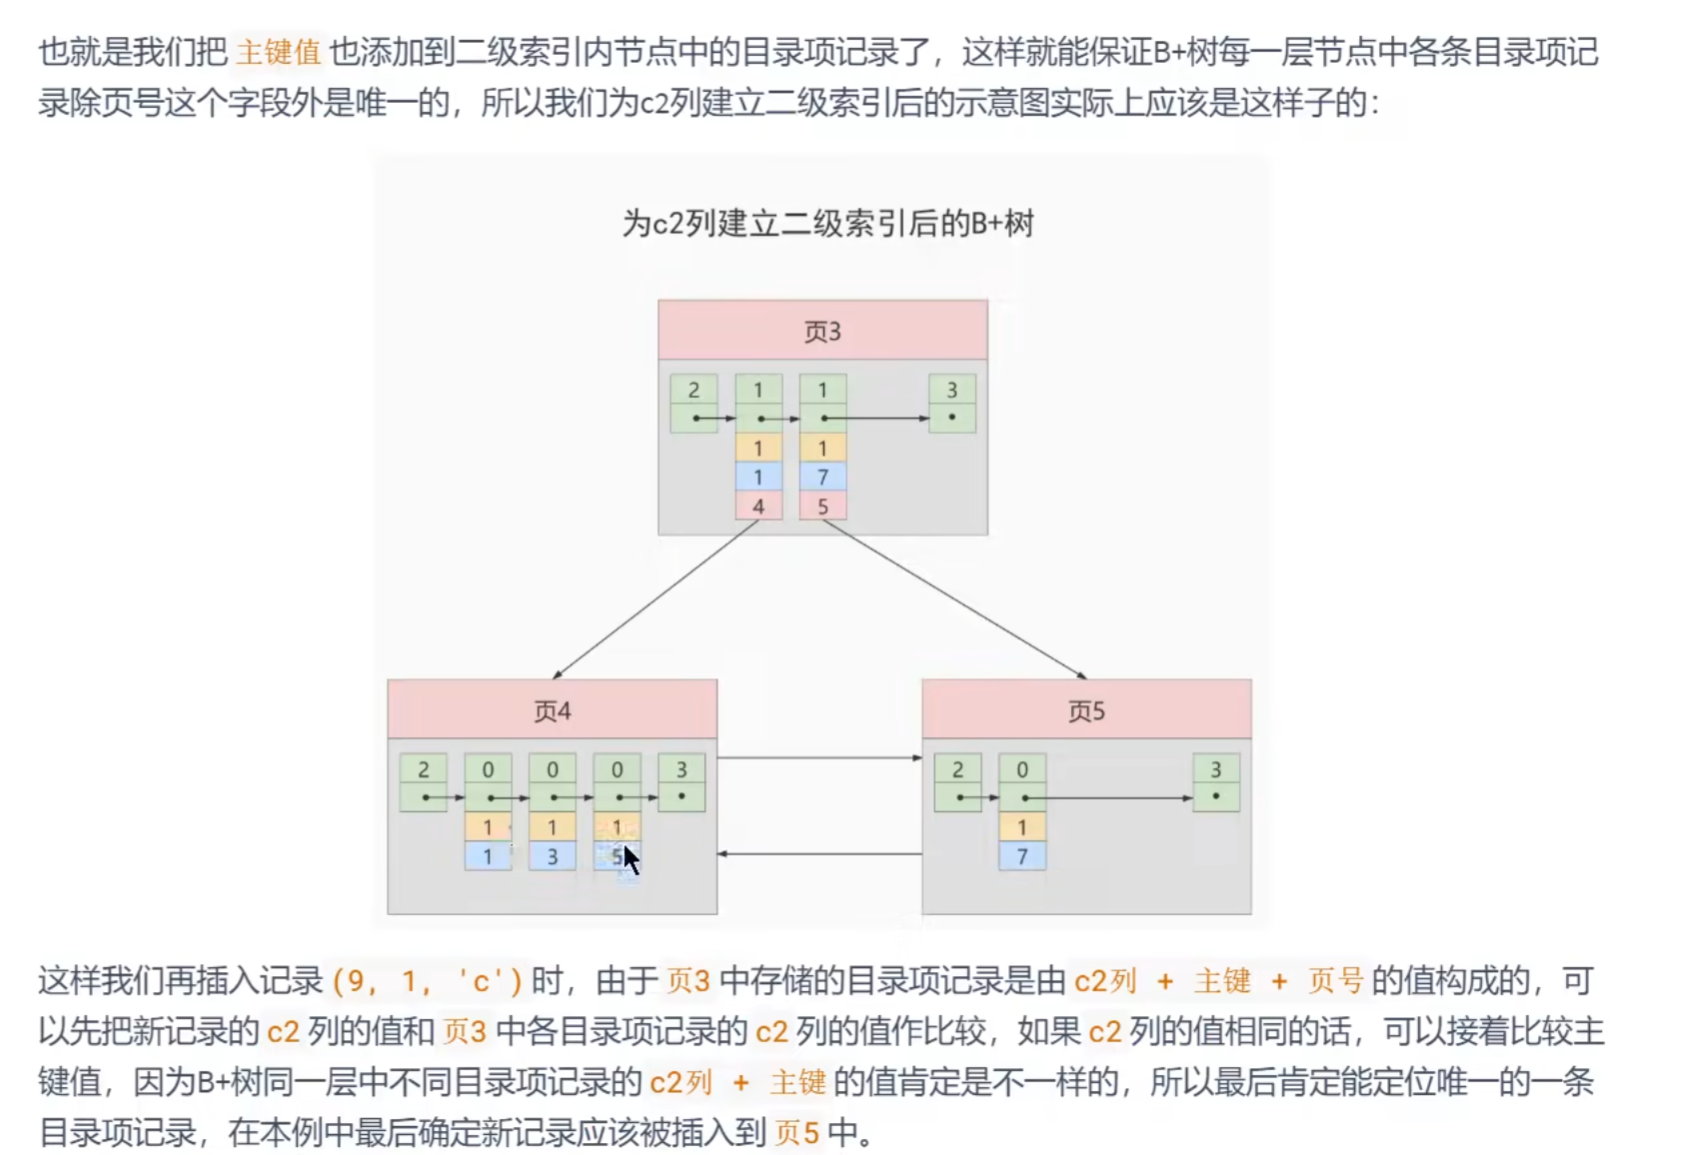 也就是我们把 主键值 也添加到二级索引内节点中的目录项记录了，这样就能保证B+树每一层节点中各条目录项记
录除页号这个字段外是唯一的，所以我们为c2列建立二级索引后的示意图实际上应该是这样子的：
为c2列建立二级索引后的B+树
页3
2 1 1 3
1 1
1 7
4 5
页4 页5
2 0 0 0 3 2 0 3
1 1 1 1
1 3 5 7
这样我们再插入记录 (9, 1, 'c') 时，由于 页3 中存储的目录项记录是由 c2列 + 主键 + 页号 的值构成的，可
以先把新记录的 c2 列的值和 页3 中各目录项记录的 c2 列的值作比较，如果 c2 列的值相同的话，可以接着比较主
键值，因为B+树同一层中不同目录项记录的 c2列 + 主键 的值肯定是不一样的，所以最后肯定能定位唯一的一条
目录项记录，在本例中最后确定新记录应该被插入到 页5 中。